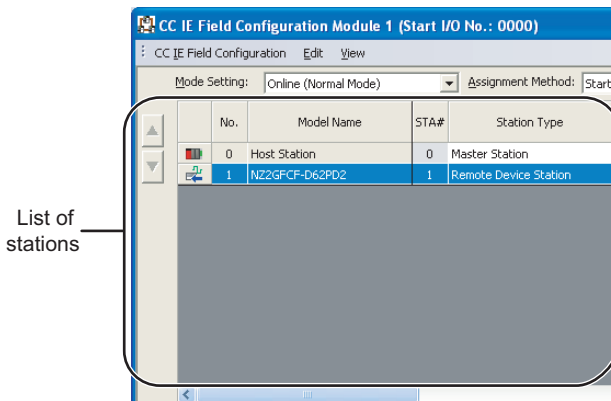 CC IE Field Configuration Module 1 (Start I/O No.: 0000)
CC IE Field Configuration Edit View
Mode Setting: Online (Normal Mode) Assignment Method: Start
No. Model Name STA# Station Type
0 Host Station 0 Master Station
1 NZ2GFCF-D62PD2 1 Remote Device Station
List of
stations